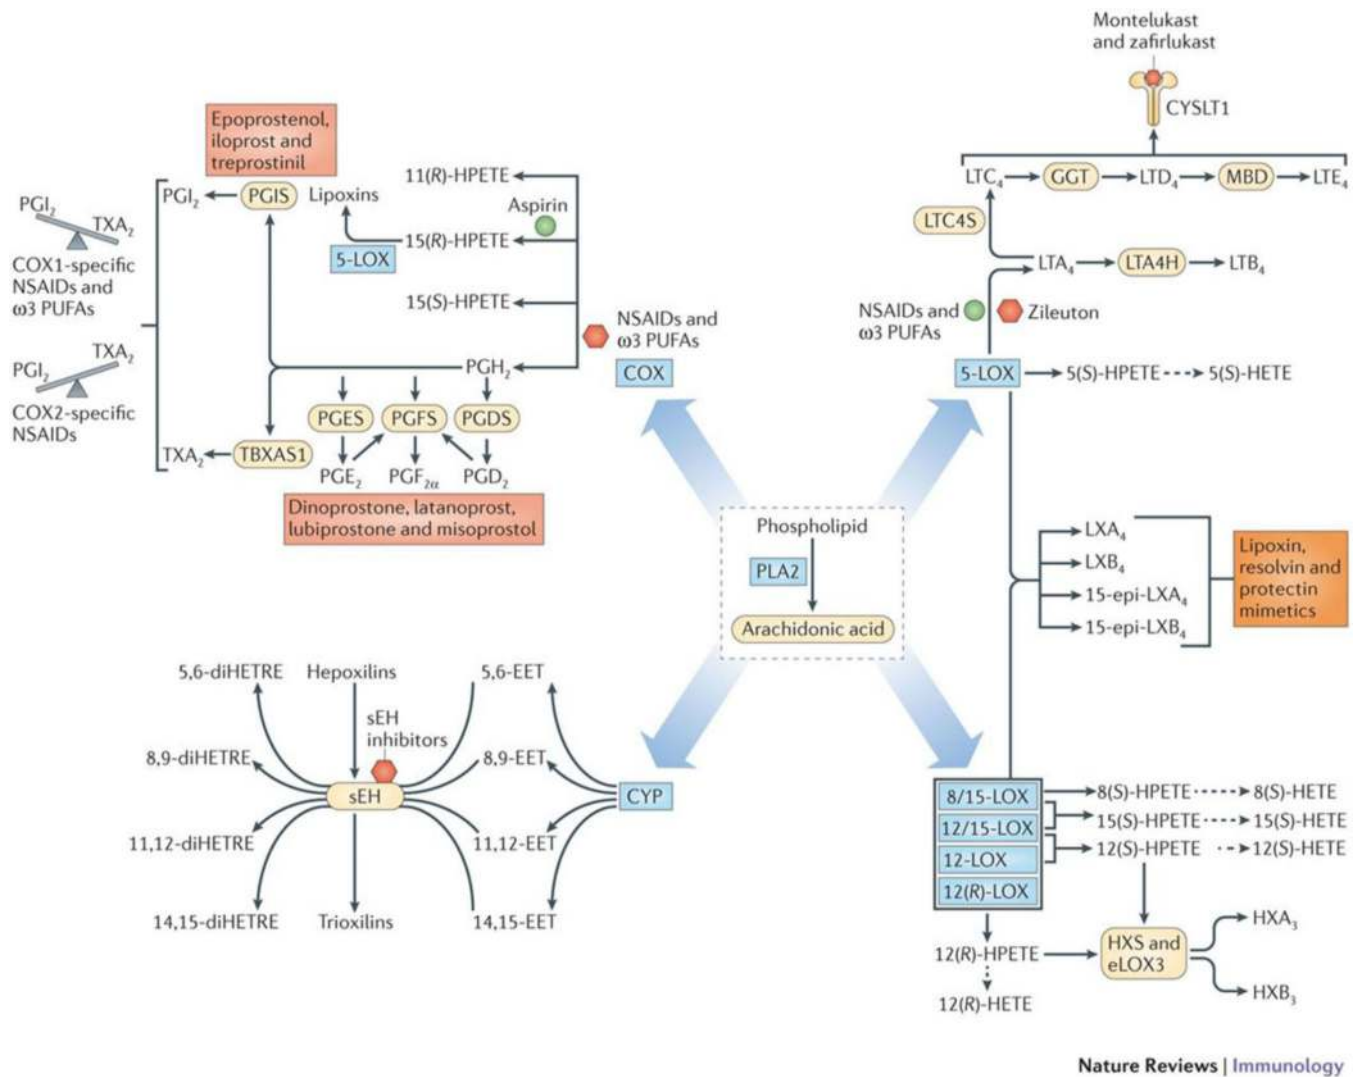 Montelukast
and zafirlukast
CYSLT1
LTC₄
GGT
LTD₄
MBD
LTE₄
LTC4S
LTA₄
LTA4H
LTB₄
NSAIDs and
ω3 PUFAs
Zileuton
5-LOX
5(S)-HPETE
5(S)-HETE
Epoprostenol,
iloprost and
treprostinil
PGI₂
PGIS
Lipoxins
11(R)-HPETE
Aspirin
15(R)-HPETE
5-LOX
15(S)-HPETE
NSAIDs and
ω3 PUFAs
COX
PGH₂
PGI₂
TXA₂
COX1-specific
NSAIDs and
ω3 PUFAs
TXA₂
PGI₂
COX2-specific
NSAIDs
PGES
PGFS
PGDS
TXA₂
TBXAS1
PGE₂
PGF₂α
PGD₂
Dinoprostone, latanoprost,
lubiprostone and misoprostol
Phospholipid
PLA2
Arachidonic acid
LXA₄
LXB₄
15-epi-LXA₄
15-epi-LXB₄
Lipoxin,
resolvin and
protectin
mimetics
5,6-diHETRE
Hepoxilins
5,6-EET
sEH
inhibitors
8,9-diHETRE
8,9-EET
sEH
CYP
11,12-diHETRE
11,12-EET
14,15-diHETRE
Trioxilins
14,15-EET
8/15-LOX
8(S)-HPETE
8(S)-HETE
12/15-LOX
15(S)-HPETE
15(S)-HETE
12-LOX
12(S)-HPETE
12(S)-HETE
12(R)-LOX
12(R)-HPETE
HXS and
eLOX3
HXA₃
HXB₃
12(R)-HETE
Nature Reviews | Immunology